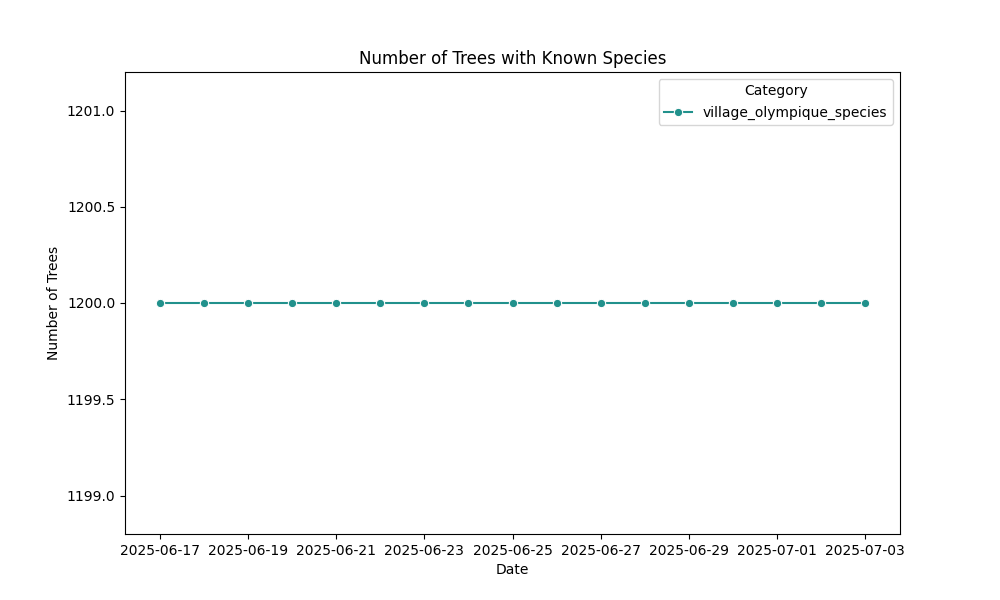 Number of Trees with Known Species
Category
village_olympique_species
1201.0
1200.5
1200.0
1199.5
1199.0
Number of Trees
2025-06-17 2025-06-19 2025-06-21 2025-06-23 2025-06-25 2025-06-27 2025-06-29 2025-07-01 2025-07-03
Date